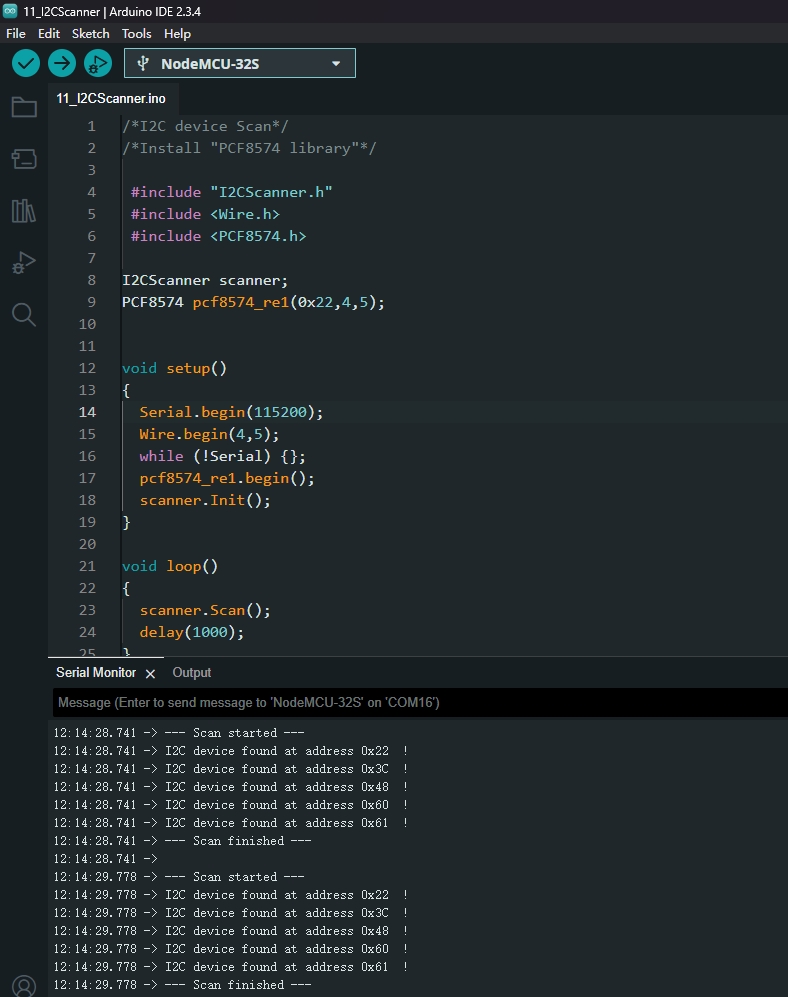 11_I2CScanner | Arduino IDE 2.3.4
File Edit Sketch Tools Help
NodeMCU-32S
11_I2CScanner.ino
1 /*I2C device Scan*/
2 /*Install "PCF8574 library"*/
3
4 #include "I2CScanner.h"
5 #include <Wire.h>
6 #include <PCF8574.h>
7
8 I2CScanner scanner;
9 PCF8574 pcf8574_re1(0x22,4,5);
10
11
12 void setup()
13 {
14 Serial.begin(115200);
15 Wire.begin(4,5);
16 while (!Serial) {};
17 pcf8574_re1.begin();
18 scanner.Init();
19 }
20
21 void loop()
22 {
23 scanner.Scan();
24 delay(1000);
25 }
Serial Monitor Output
Message (Enter to send message to 'NodeMCU-32S' on 'COM16')
12:14:28.741 -> --- Scan started ---
12:14:28.741 -> I2C device found at address 0x22 !
12:14:28.741 -> I2C device found at address 0x3C !
12:14:28.741 -> I2C device found at address 0x48 !
12:14:28.741 -> I2C device found at address 0x60 !
12:14:28.741 -> I2C device found at address 0x61 !
12:14:28.741 -> --- Scan finished ---
12:14:28.741 ->
12:14:29.778 -> --- Scan started ---
12:14:29.778 -> I2C device found at address 0x22 !
12:14:29.778 -> I2C device found at address 0x3C !
12:14:29.778 -> I2C device found at address 0x48 !
12:14:29.778 -> I2C device found at address 0x60 !
12:14:29.778 -> I2C device found at address 0x61 !
12:14:29.778 -> --- Scan finished ---